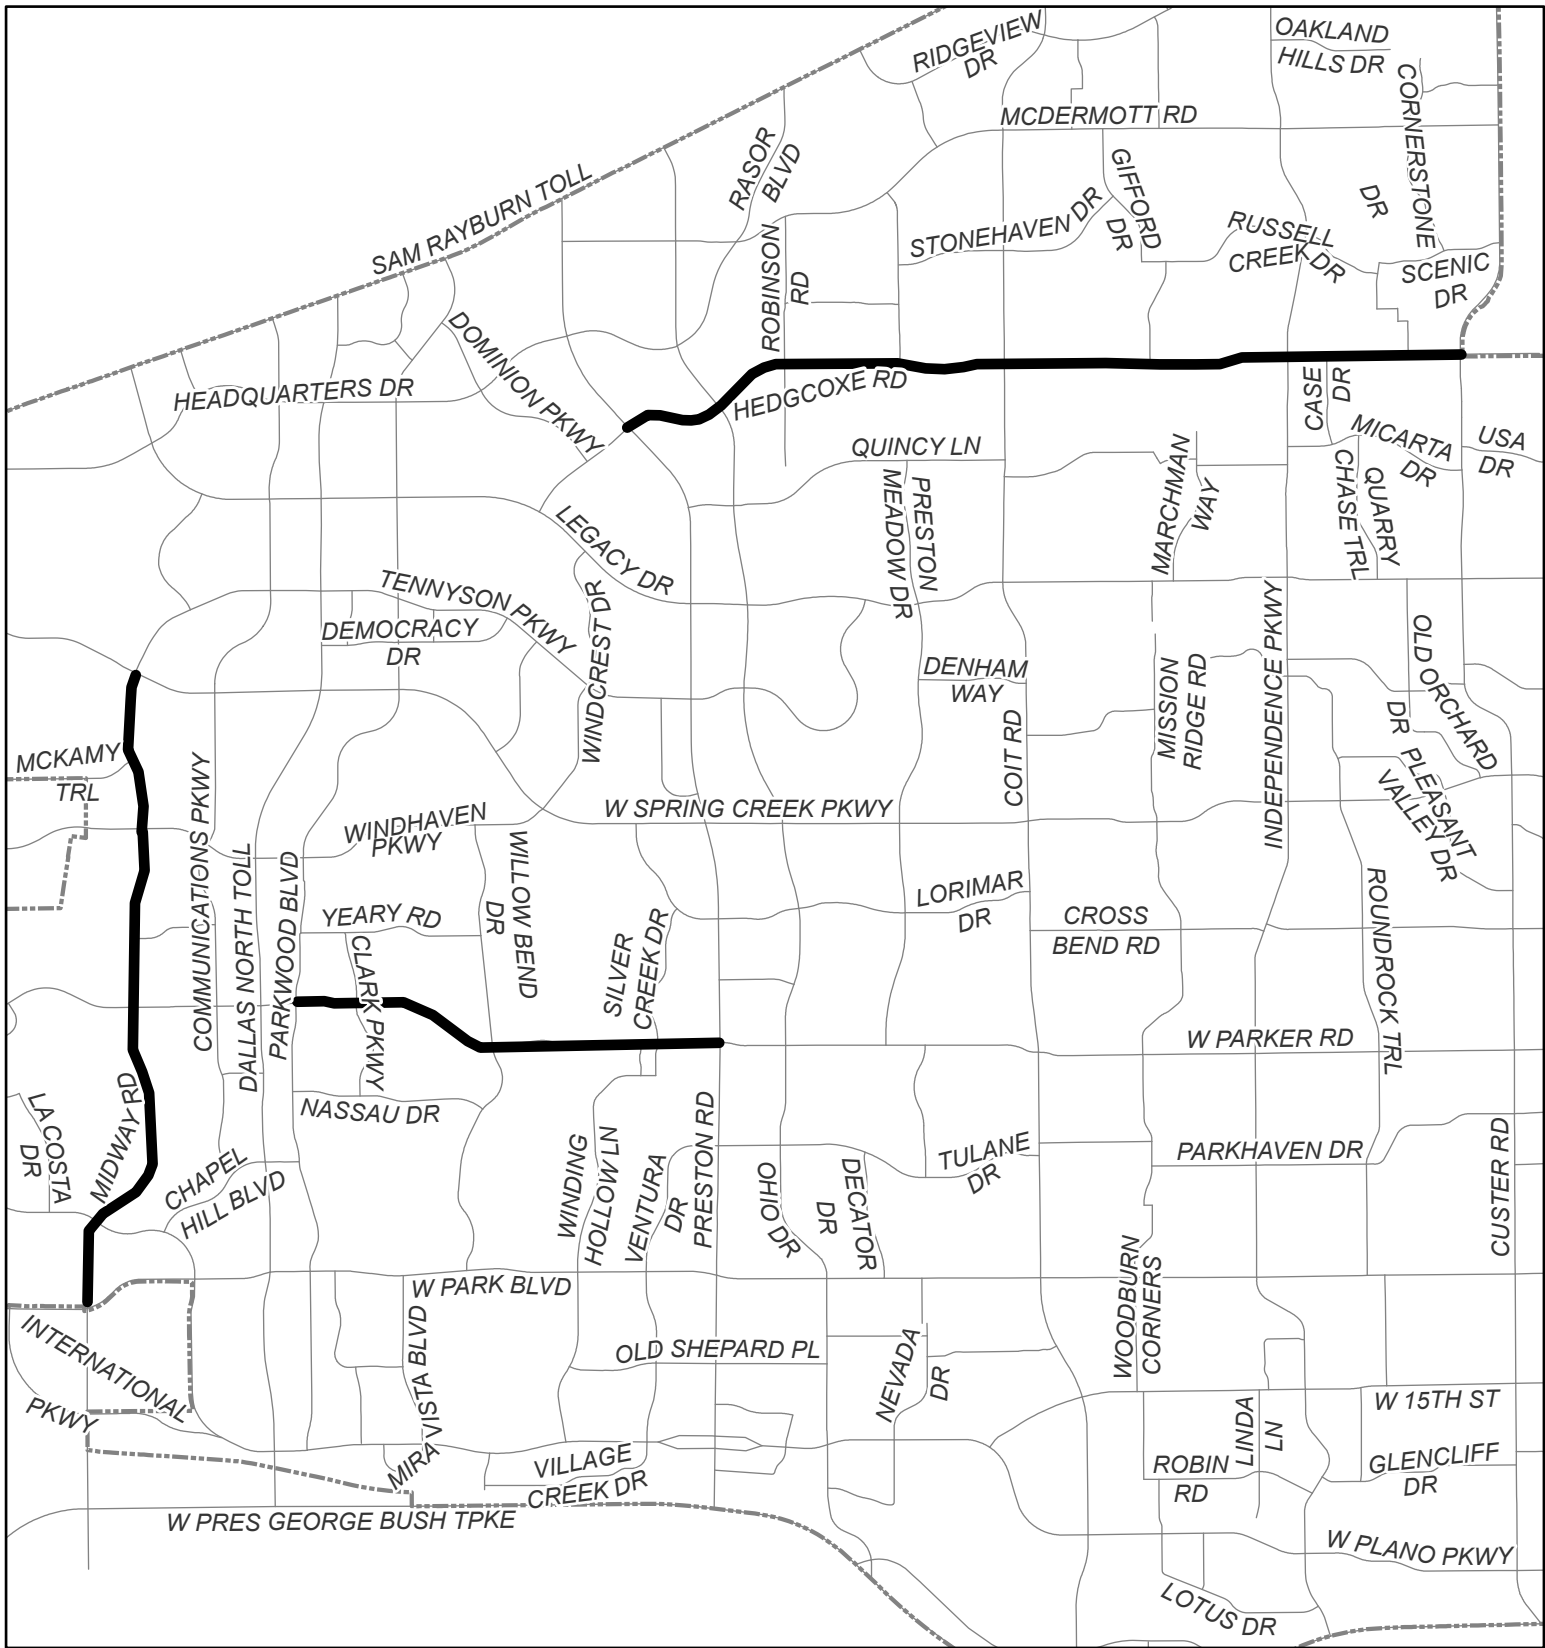 RIDGEVIEW
DR
OAKLAND
HILLS DR
CORNERSTONE
DR
MCDERMOTT RD
RASOR
BLVD
GIFFORD
DR
SAM RAYBURN TOLL
STONEHAVEN DR
RUSSELL
CREEK DR
SCENIC
DR
ROBINSON
RD
DOMINION PKWY
HEADQUARTERS DR
HEDGCOXE RD
CASE
DR
MICARTA
DR
USA
DR
QUINCY LN
MARCHMAN
WAY
QUARRY
CHASE TRL
PRESTON
MEADOW DR
LEGACY DR
TENNYSON PKWY
WINDCREST DR
DEMOCRACY
DR
INDEPENDENCE PKWY
OLD ORCHARD
DR
DENHAM
WAY
MISSION
RIDGE RD
COIT RD
MCKAMY
TRL
COMMUNICATIONS PKWY
PLEASANT
VALLEY DR
W SPRING CREEK PKWY
WINDHAVEN
PKWY
WILLOW BEND
DR
DALLAS NORTH TOLL
PARKWOOD BLVD
LORIMAR
DR
ROUNDROCK TRL
YEARY RD
CROSS
BEND RD
CLARK PKWY
SILVER
CREEK DR
W PARKER RD
MIDWAY RD
LA COSTA
DR
NASSAU DR
PRESTON RD
CHAPEL
HILL BLVD
WINDING
HOLLOW LN
VENTURA
DR
OHIO DR
DECATOR
DR
TULANE
DR
PARKHAVEN DR
CUSTER RD
WOODBURN
CORNERS
W PARK BLVD
INTERNATIONAL
PKWY
MIRA VISTA BLVD
OLD SHEPARD PL
NEVADA
DR
W 15TH ST
LINDA
LN
VILLAGE
CREEK DR
ROBIN
RD
GLENCLIFF
DR
W PRES GEORGE BUSH TPKE
W PLANO PKWY
LOTUS DR